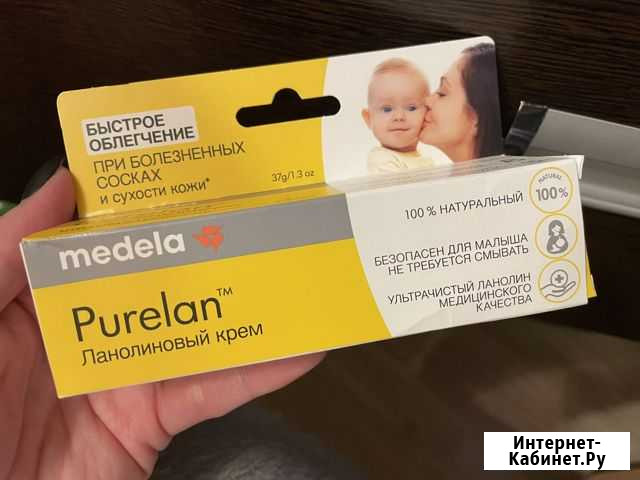 БЫСТРОЕ
ОБЛЕГЧЕНИЕ
ПРИ БОЛЕЗНЕННЫХ
СОСКАХ
И СУХОСТИ КОЖИ*
37g/1.3 oz
medela
Purelan™
Ланолиновый крем
100 % НАТУРАЛЬНЫЙ
NATURAL
100%
БЕЗОПАСЕН ДЛЯ МАЛЫША
НЕ ТРЕБУЕТСЯ СМЫВАТЬ
УЛЬТРАЧИСТЫЙ ЛАНОЛИН
МЕДИЦИНСКОГО
КАЧЕСТВА
Интернет-
Кабинет.Ру